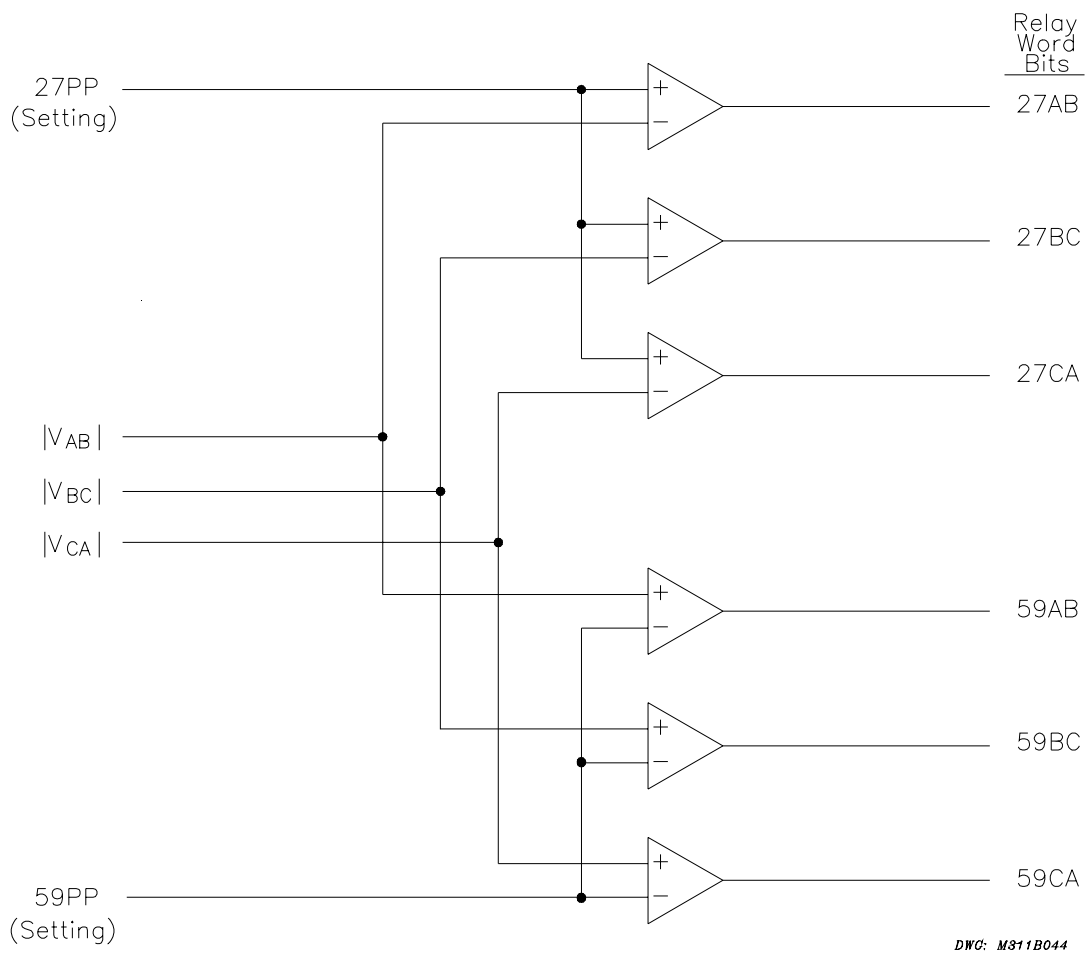 Relay
Word
Bits
27PP
(Setting)
+
−
27AB
+
−
27BC
+
−
27CA
|VAB|
|VBC|
|VCA|
+
−
59AB
+
−
59BC
+
−
59CA
59PP
(Setting)
DWG: M311B044